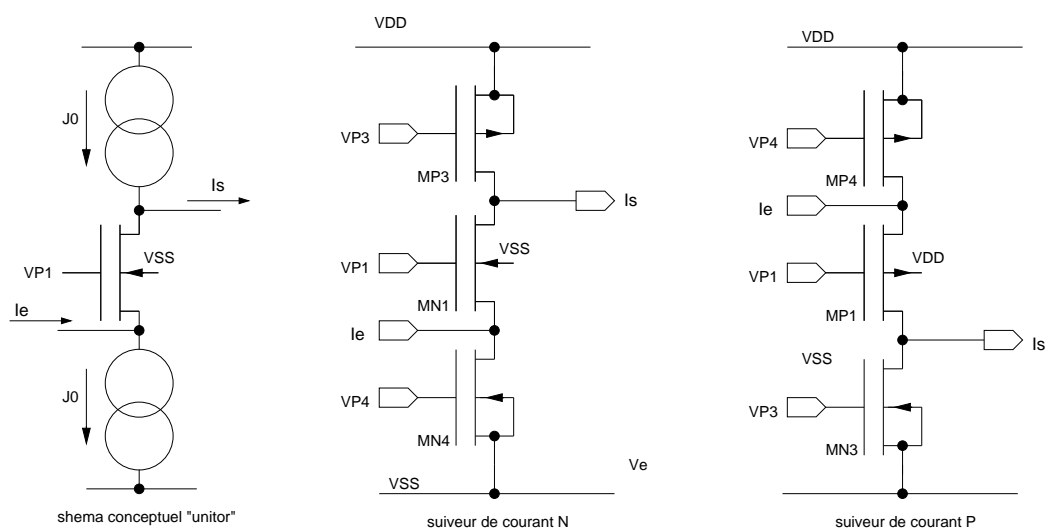 J0
Is
VP1
VSS
Ie
J0
shema conceptuel "unitor"
VDD
VP3
MP3
Is
VP1
VSS
MN1
Ie
VP4
MN4
Ve
VSS
suiveur de courant N
VDD
VP4
MP4
Ie
VP1
VDD
MP1
Is
VSS
VP3
MN3
suiveur de courant P